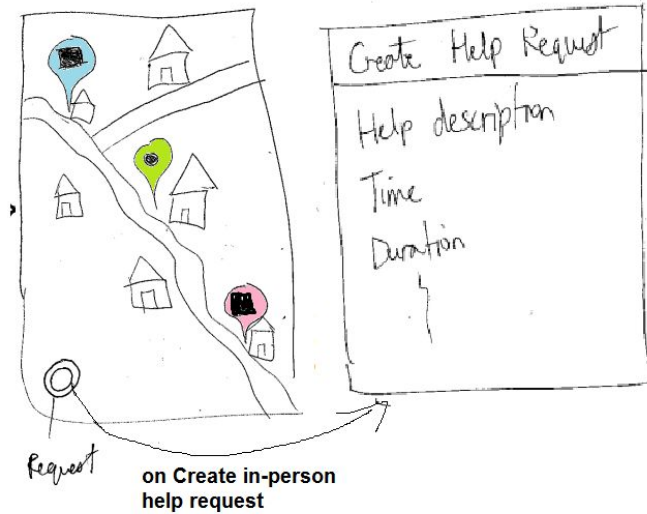 Create Help Request
Help description
Time
Duration
Request
on Create in-person
help request